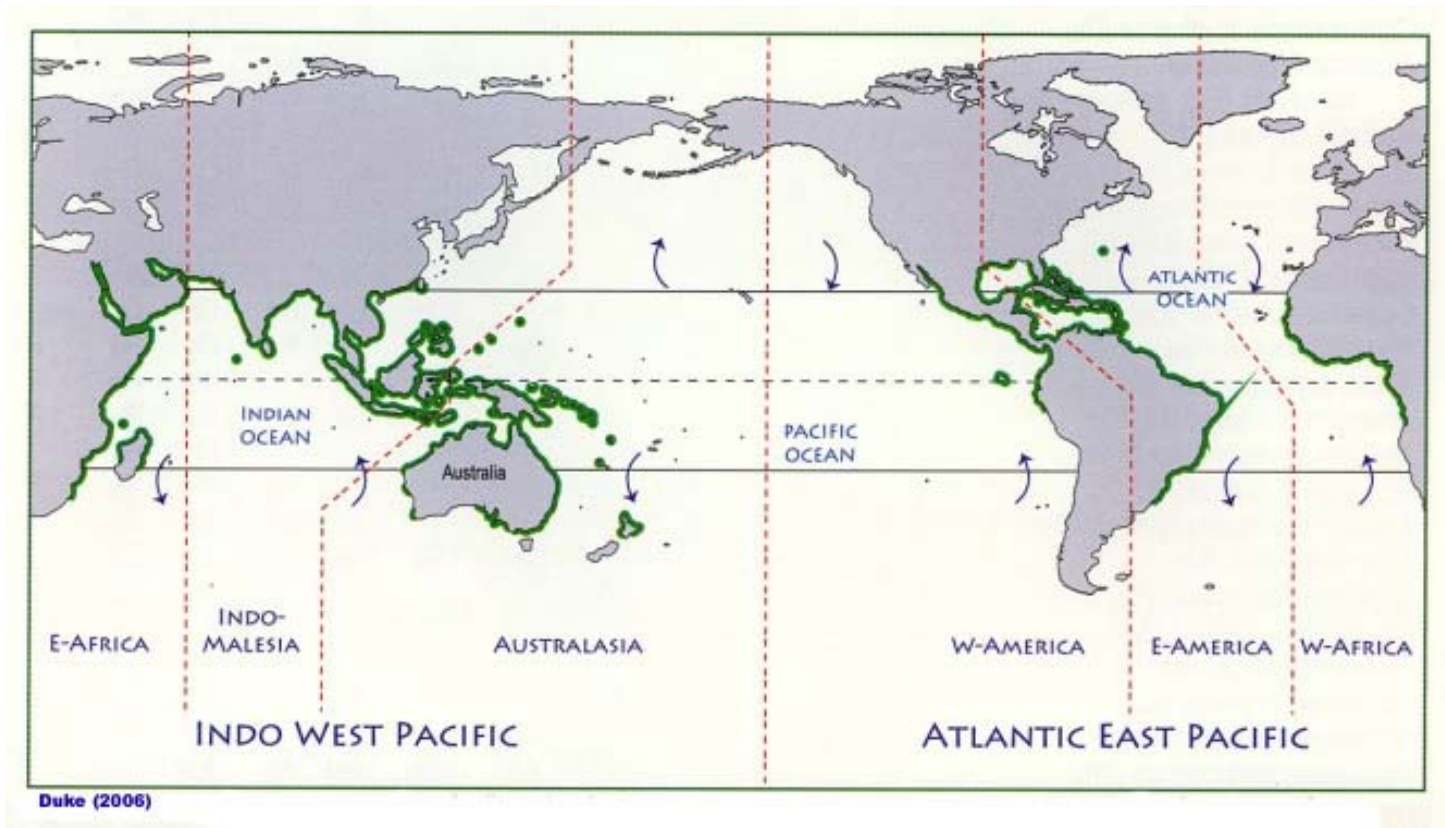 ATLANTIC
OCEAN
INDIAN
OCEAN
PACIFIC
OCEAN
Australia
E-AFRICA
INDO-
MALESIA
AUSTRALASIA
W-AMERICA
E-AMERICA
W-AFRICA
INDO WEST PACIFIC
ATLANTIC EAST PACIFIC
Duke (2006)